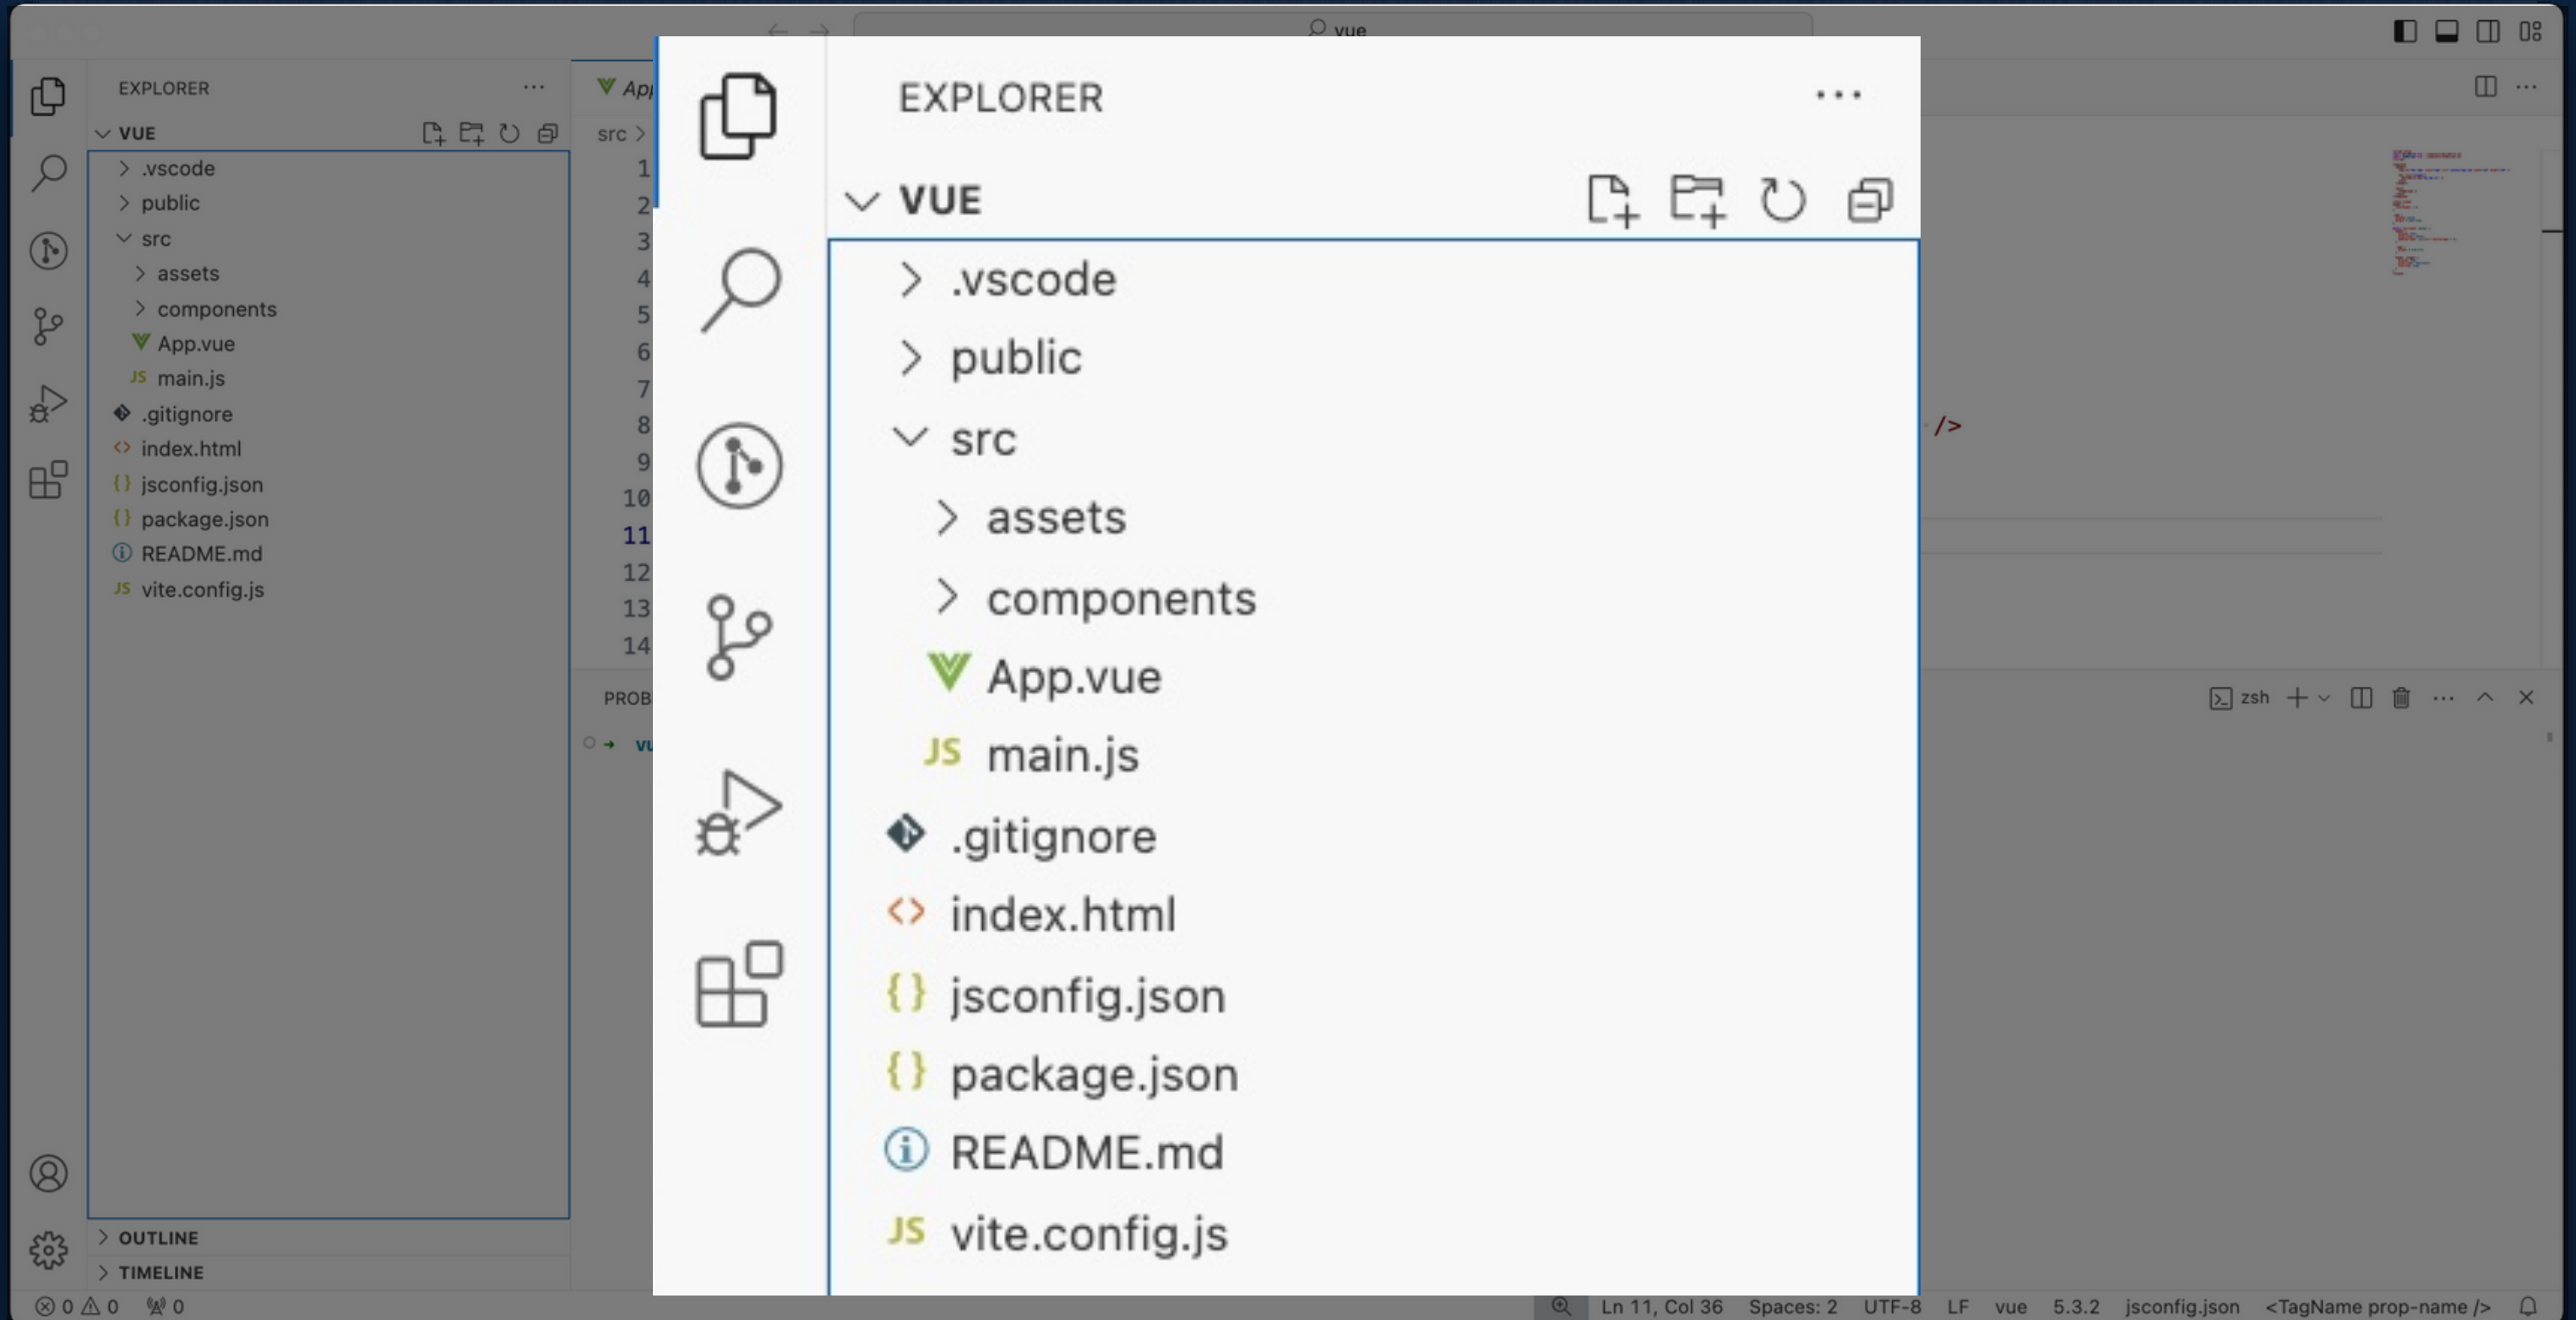 vue
EXPLORER
VUE
.vscode
public
src
assets
components
App.vue
JS main.js
.gitignore
index.html
{} jsconfig.json
{} package.json
README.md
JS vite.config.js
OUTLINE
TIMELINE
src >
1
2
3
4
5
6
7
8
/>
9
10
11
12
13
14
zsh
EXPLORER
VUE
.vscode
public
src
assets
components
App.vue
JS main.js
.gitignore
<> index.html
{} jsconfig.json
{} package.json
README.md
JS vite.config.js
0 0 0
Ln 11, Col 36 Spaces: 2 UTF-8 LF vue 5.3.2 jsconfig.json <TagName prop-name />